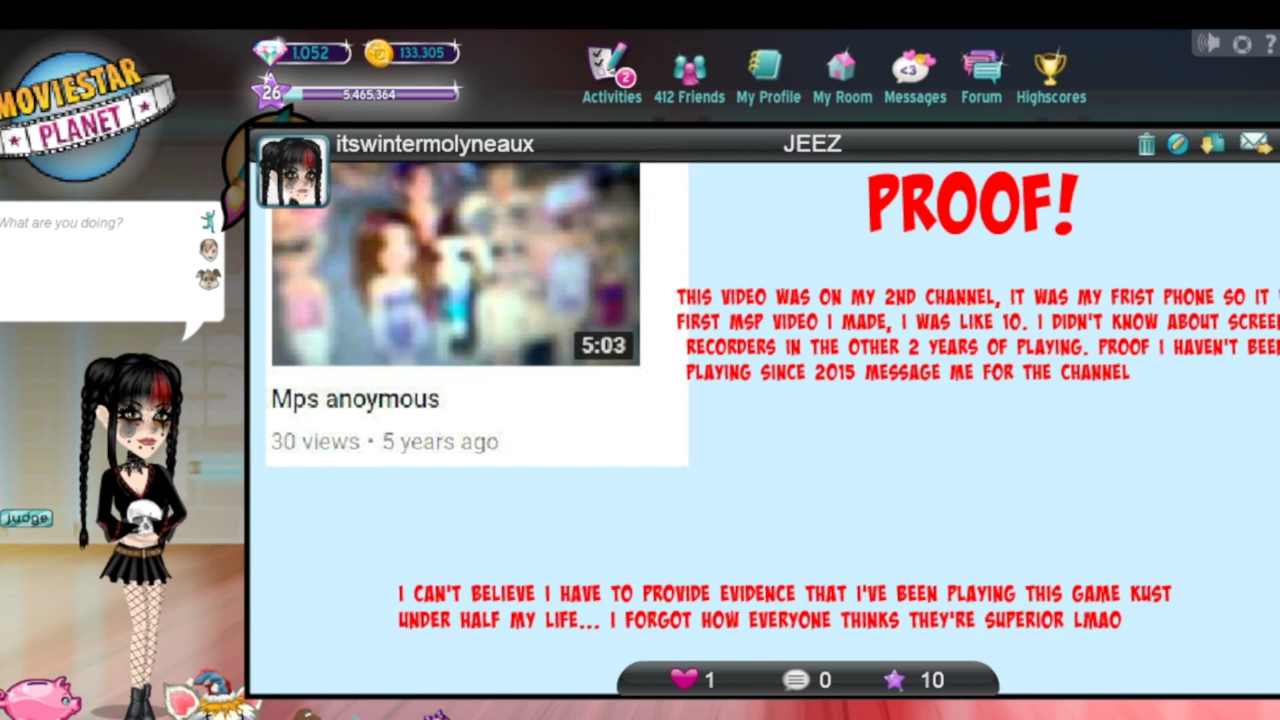 1.052
133.305
26
5,465,364
MOVIESTAR
PLANET
2
Activities
412 Friends
My Profile
My Room
<3
Messages
Forum
Highscores
?
itswintermolyneaux
JEEZ
What are you doing?
judge
5:03
Mps anoymous
30 views • 5 years ago
PROOF!
THIS VIDEO WAS ON MY 2ND CHANNEL, IT WAS MY FRIST PHONE SO IT
FIRST MSP VIDEO I MADE, I WAS LIKE 10. I DIDN'T KNOW ABOUT
RECORDERS IN THE OTHER 2 YEARS OF PLAYING. PROOF I HAVEN'T
PLAYING SINCE 2015 MESSAGE ME FOR THE CHANNEL
I CAN'T BELIEVE I HAVE TO PROVIDE EVIDENCE THAT I'VE BEEN PLAYING THIS GAME KUST
UNDER HALF MY LIFE... I FORGOT HOW EVERYONE THINKS THEY'RE SUPERIOR LMAO
1
0
10